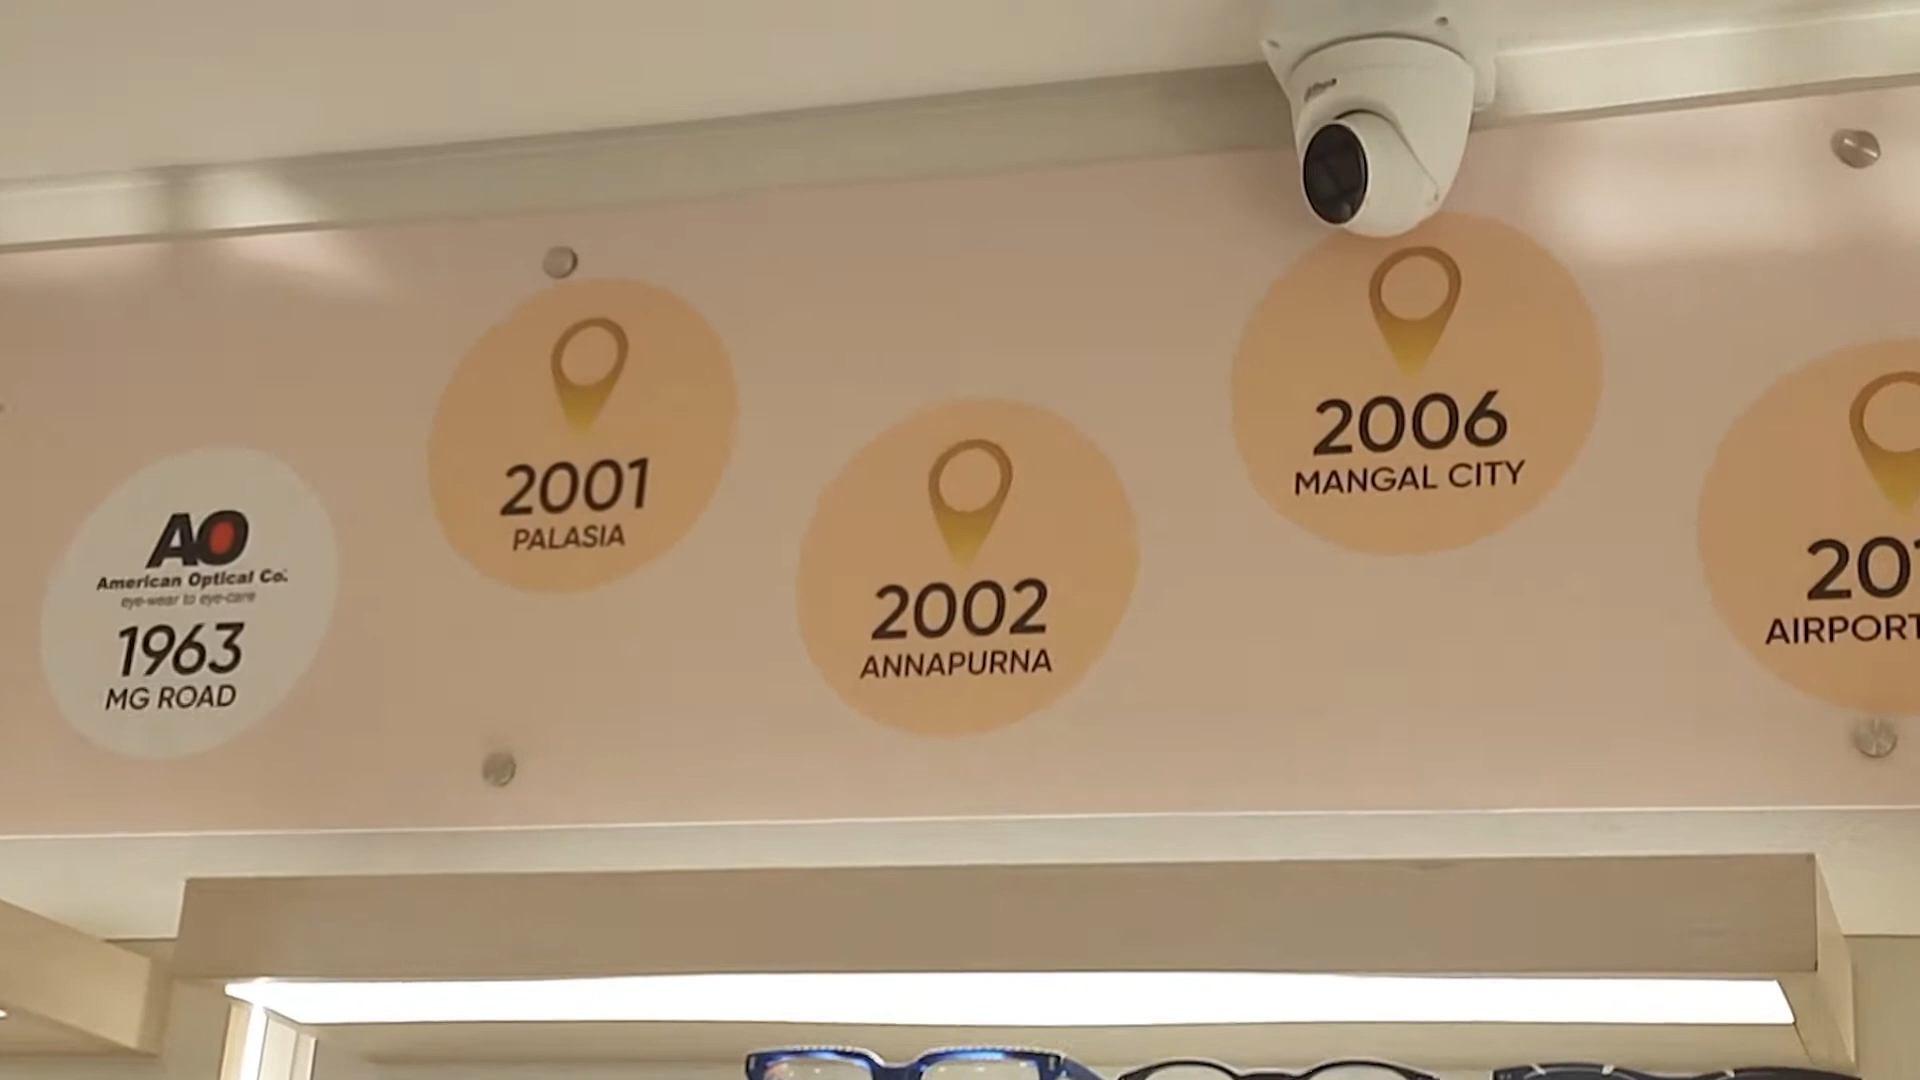 AO
American Optical Co.
eye-wear to eye-care
1963
MG ROAD
2001
PALASIA
2002
ANNAPURNA
2006
MANGAL CITY
AIRPORT